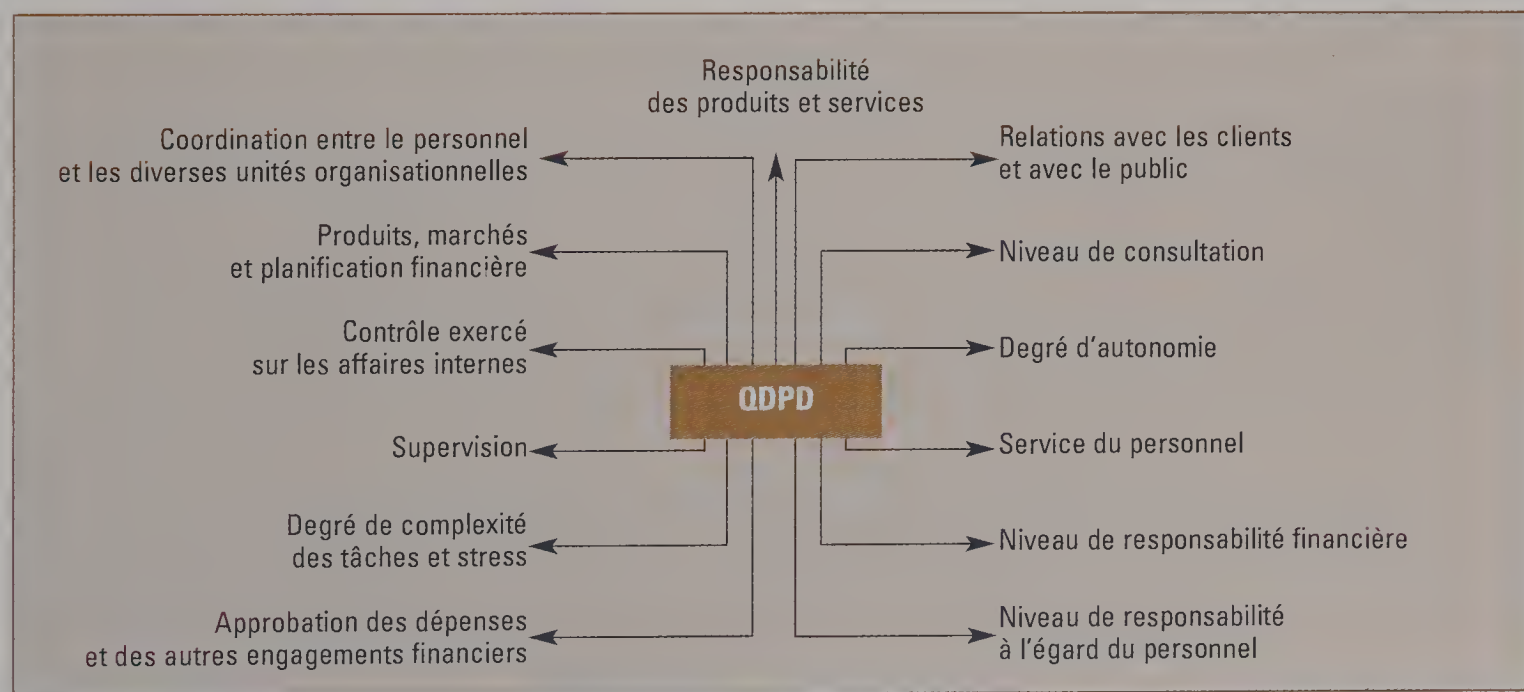 Responsabilité
des produits et services
Coordination entre le personnel
et les diverses unités organisationnelles
Relations avec les clients
et avec le public
Produits, marchés
et planification financière
Niveau de consultation
Contrôle exercé
sur les affaires internes
Degré d'autonomie
QDPD
Supervision
Service du personnel
Degré de complexité
des tâches et stress
Niveau de responsabilité financière
Approbation des dépenses
et des autres engagements financiers
Niveau de responsabilité
à l'égard du personnel